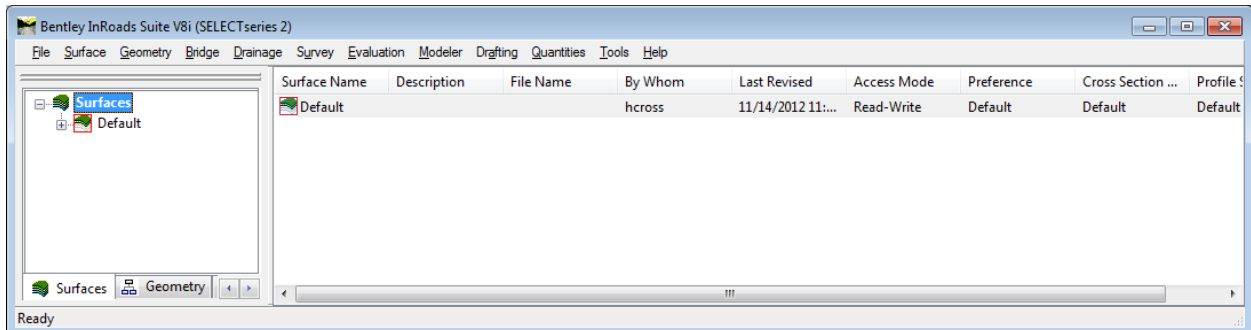 Bentley InRoads Suite V8i (SELECTseries 2)
File Surface Geometry Bridge Drainage Survey Evaluation Modeler Drafting Quantities Tools Help
Surface Name Description File Name By Whom Last Revised Access Mode Preference Cross Section ... Profile S
Surfaces
Default
Default hcross 11/14/2012 11:... Read-Write Default Default Default
Surfaces Geometry
Ready